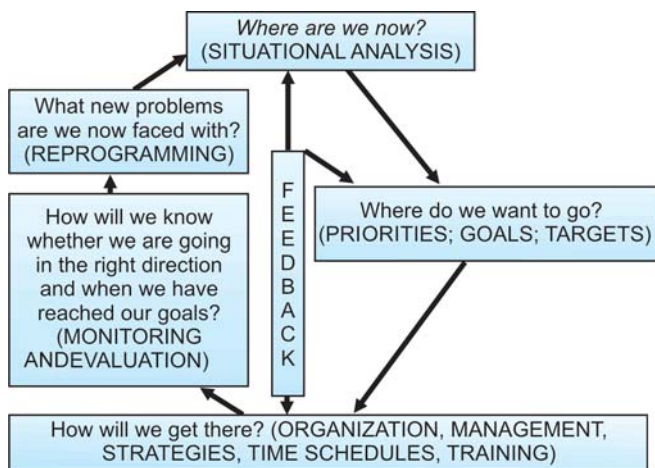 Where are we now?
(SITUATIONAL ANALYSIS)
What new problems
are we now faced with?
(REPROGRAMMING)
FEEDBACK
Where do we want to go?
(PRIORITIES; GOALS; TARGETS)
How will we know
whether we are going
in the right direction
and when we have
reached our goals?
(MONITORING
ANDEVALUATION)
How will we get there? (ORGANIZATION, MANAGEMENT,
STRATEGIES, TIME SCHEDULES, TRAINING)